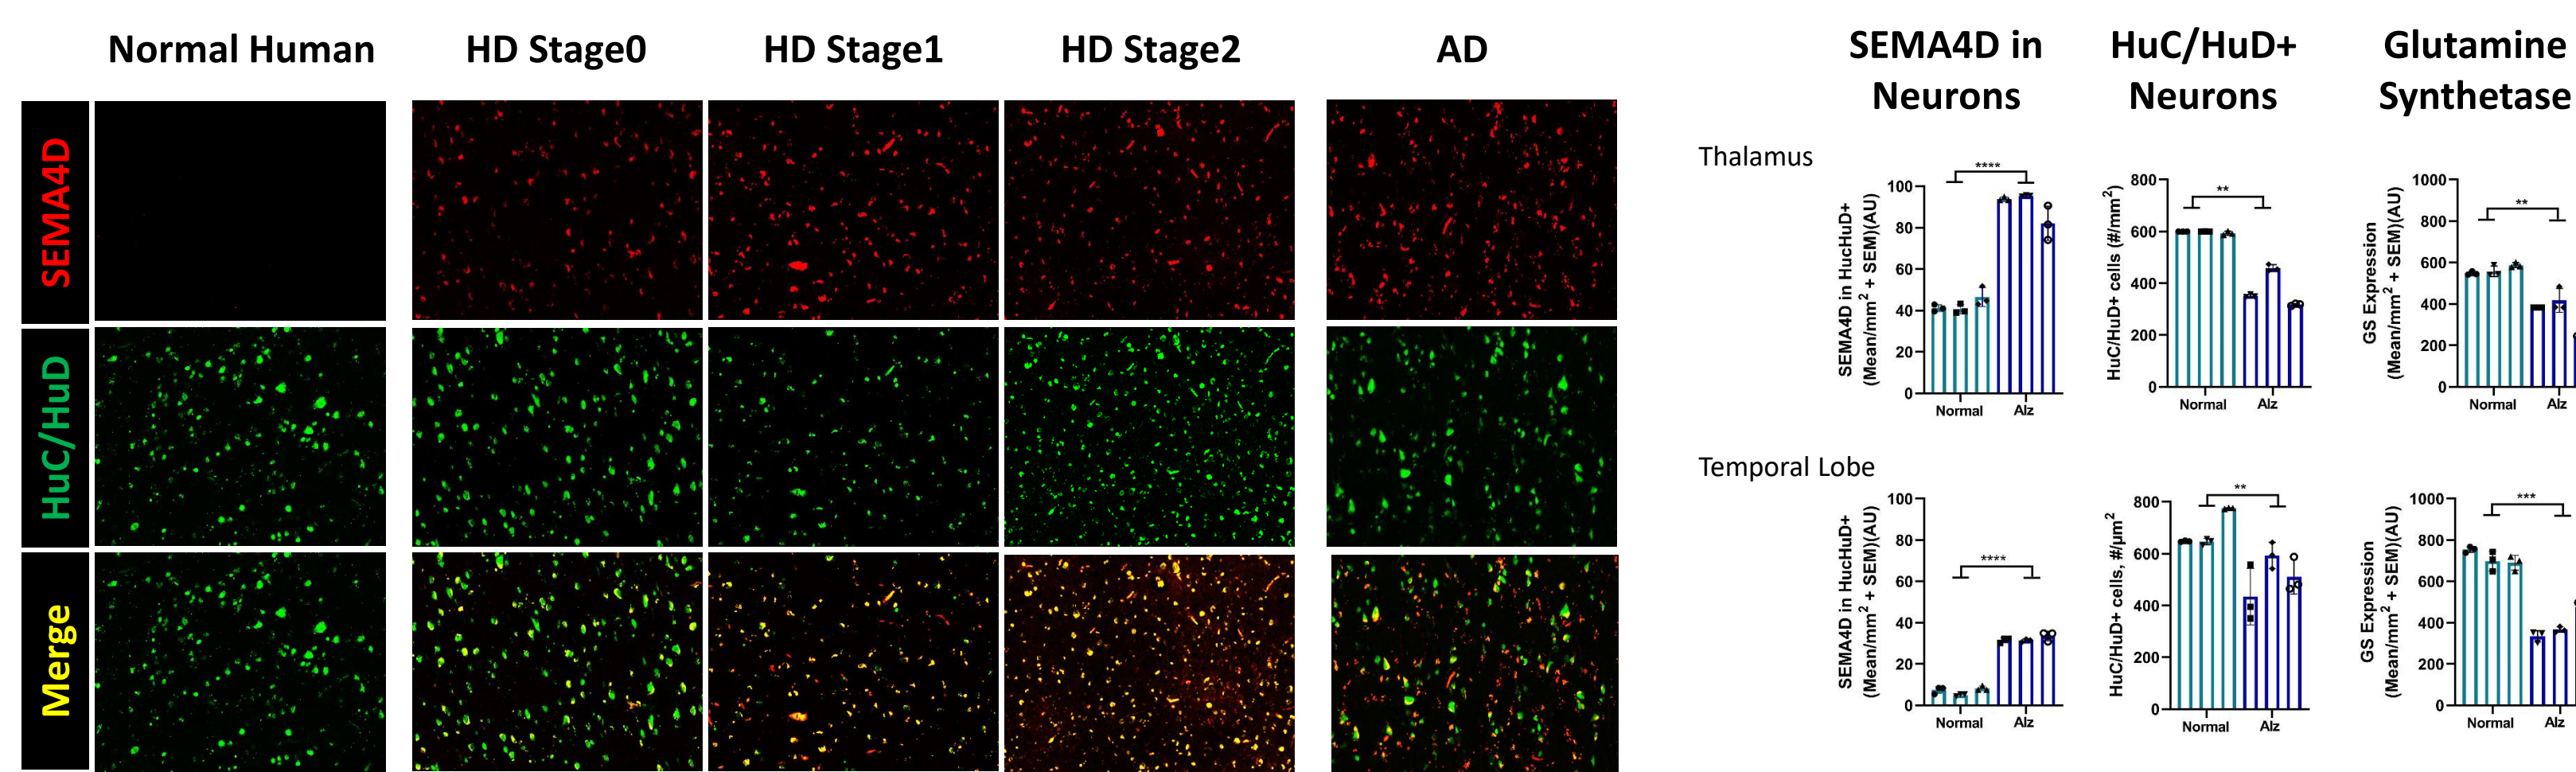 Normal Human
HD Stage0
HD Stage1
HD Stage2
AD
SEMA4D
HuC/HuD
Merge
SEMA4D in
Neurons
HuC/HuD+
Neurons
Glutamine
Synthetase
Thalamus
SEMA4D in HucHuD+
(Mean/mm² + SEM)(AU)
100
80
60
40
20
0
****
Normal
Alz
HuC/HuD+ cells (#/mm²)
800
600
400
200
0
**
Normal
Alz
GS Expression
(Mean/mm² + SEM)(AU)
1000
800
600
400
200
0
**
Normal
Alz
Temporal Lobe
SEMA4D in HucHuD+
(Mean/mm² + SEM)(AU)
100
80
60
40
20
0
****
Normal
Alz
HuC/HuD+ cells, #/µm²
800
600
400
200
0
**
Normal
Alz
GS Expression
(Mean/mm² + SEM)(AU)
1000
800
600
400
200
0
***
Normal
Alz